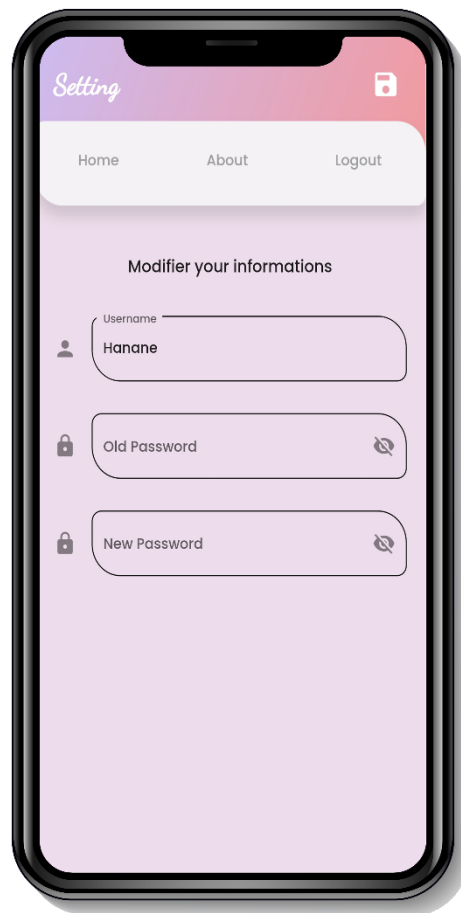 Setting
Home About Logout
Modifier your informations
Username
Hanane
Old Password
New Password